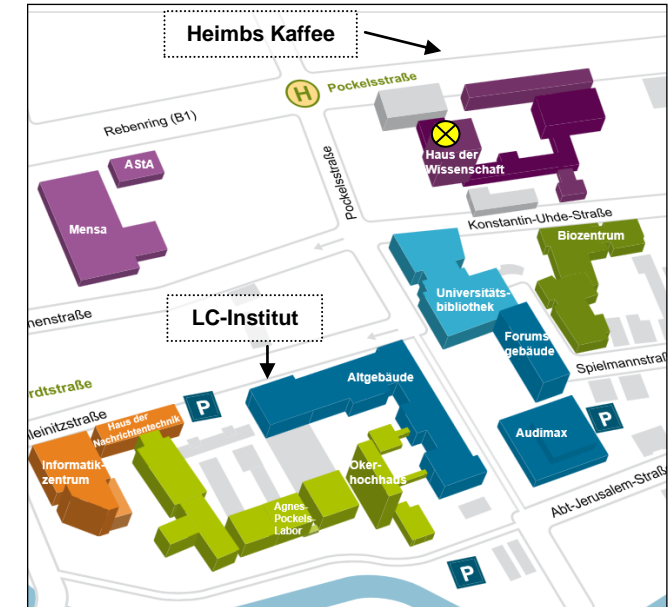 Heimbs Kaffee
H
Pockelsstraße
Rebenring (B1)
AStA
Haus der
Wissenschaft
Pockelsstraße
Mensa
Konstantin-Uhde-Straße
Biozentrum
Universitäts-
bibliothek
nenstraße
LC-Institut
Forums
gebäude
Spielmannstraß
Altgebäude
rdtstraße
P
leinitzstraße
Haus der
Nachrichtentechnik
P
Audimax
Informatik-
zentrum
Oker-
hochhaus
Abt-Jerusalem-Straß
Agnes-
Pockels-
Labor
P